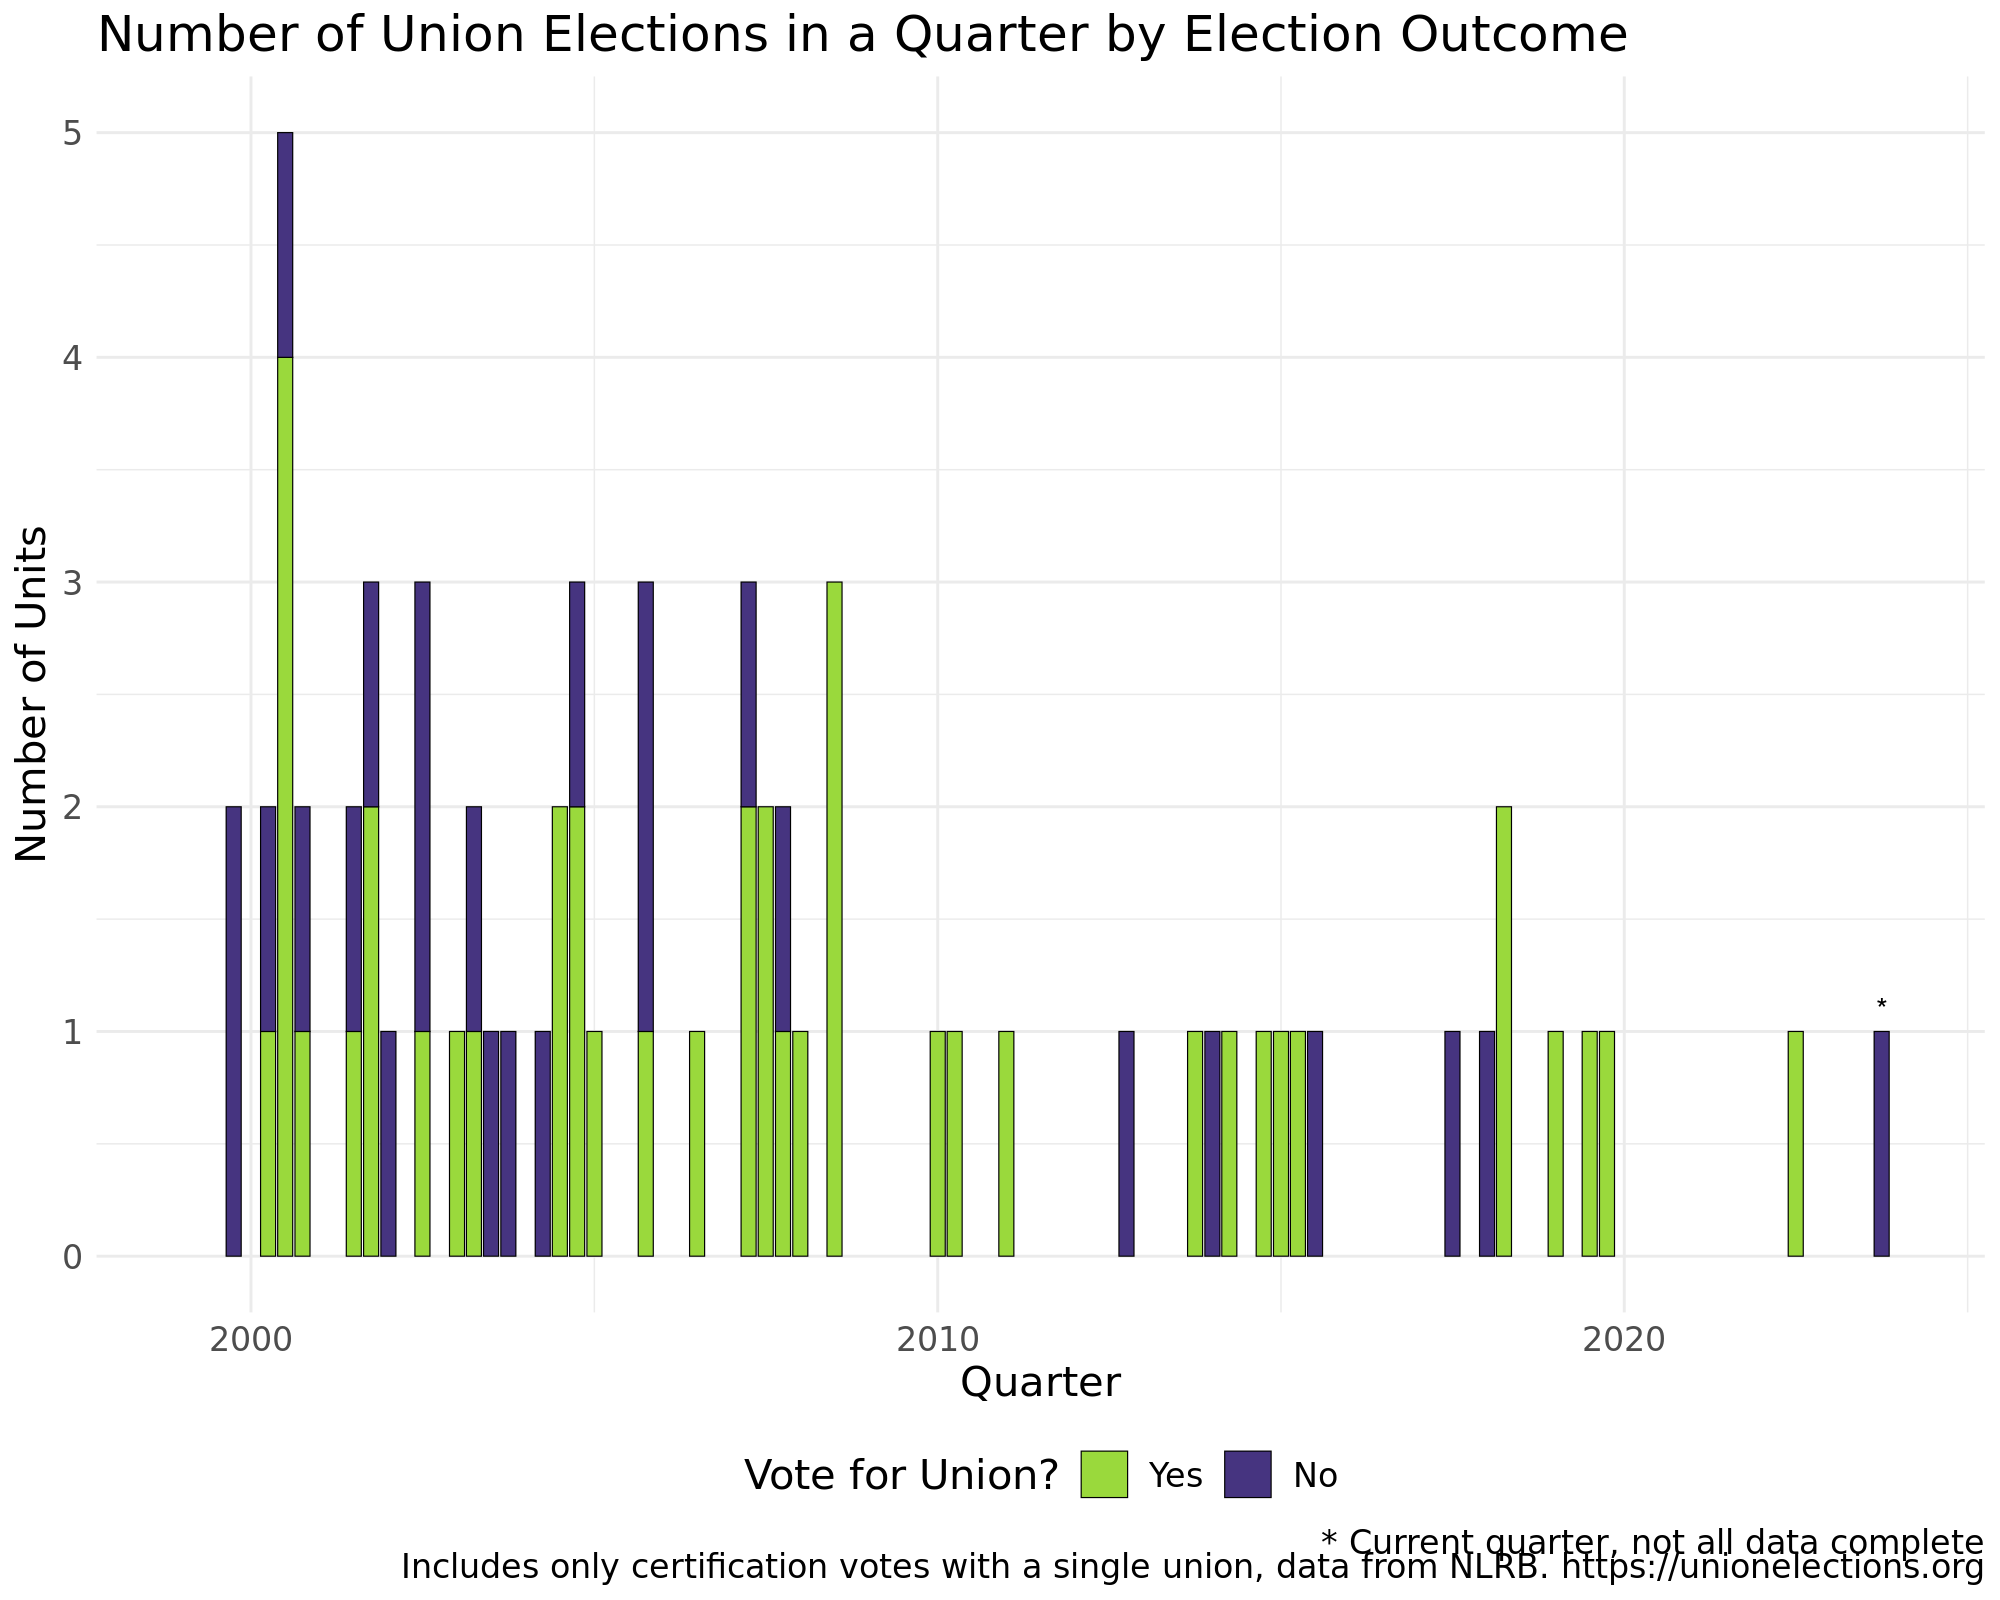 Number of Union Elections in a Quarter by Election Outcome
Number of Units
5
4
3
2
1
0
*
2000 2010 2020
Quarter
Vote for Union? Yes No
* Current quarter, not all data complete
Includes only certification votes with a single union, data from NLRB. https://unionelections.org